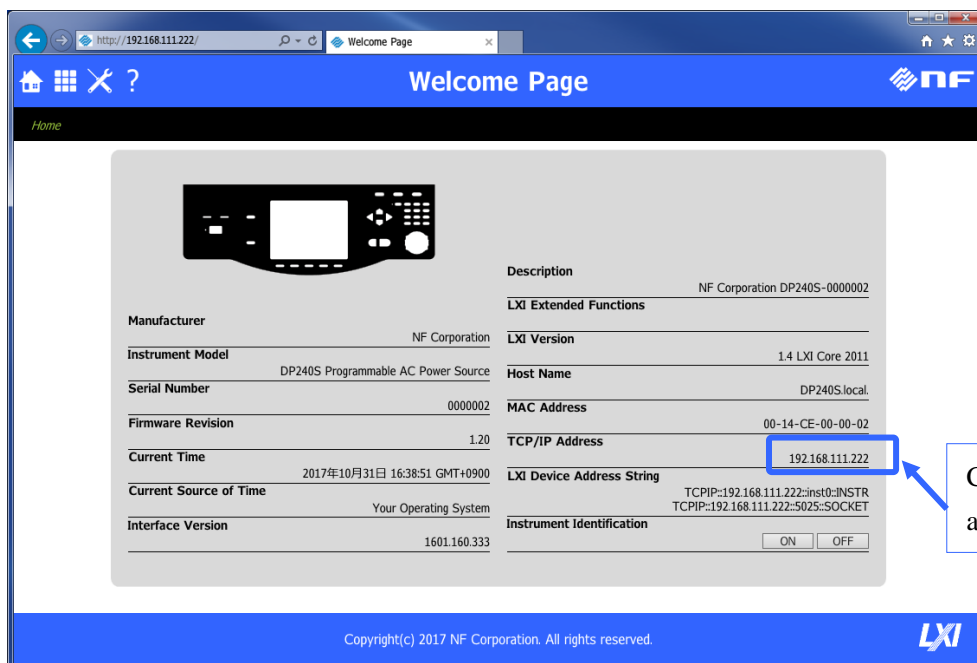 http://192.168.111.222/
Welcome Page
?
Welcome Page
nF
Home
Manufacturer
NF Corporation
Instrument Model
DP240S Programmable AC Power Source
Serial Number
0000002
Firmware Revision
1.20
Current Time
2017年10月31日 16:38:51 GMT+0900
Current Source of Time
Your Operating System
Interface Version
1601.160.333
Description
NF Corporation DP240S-0000002
LXI Extended Functions
LXI Version
1.4 LXI Core 2011
Host Name
DP240S.local.
MAC Address
00-14-CE-00-00-02
TCP/IP Address
192.168.111.222
LXI Device Address String
TCPIP::192.168.111.222::inst0::INSTR
TCPIP::192.168.111.222::5025::SOCKET
Instrument Identification
ON OFF
Copyright(c) 2017 NF Corporation. All rights reserved.
LXI